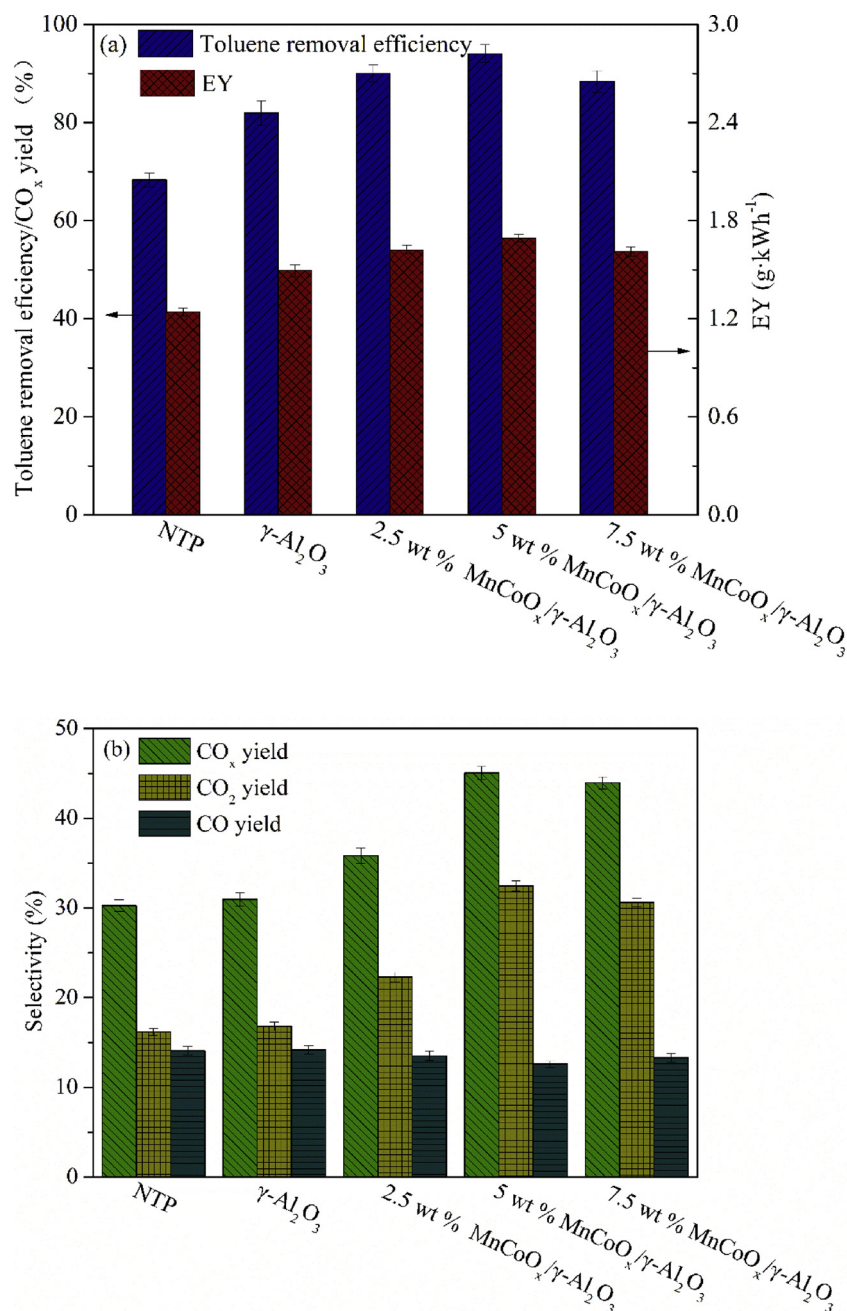 (a)
Toluene removal efficiency
EY
Toluene removal eficiency/COx yield (%)
100
80
60
40
20
0
3.0
2.4
1.8
1.2
0.6
0.0
EY (g·kWh⁻¹)
NTP
γ-Al₂O₃
2.5 wt % MnCoOₓ/γ-Al₂O₃
5 wt % MnCoOₓ/γ-Al₂O₃
7.5 wt % MnCoOₓ/γ-Al₂O₃
(b)
COₓ yield
CO₂ yield
CO yield
Selectivity (%)
50
40
30
20
10
0
NTP
γ-Al₂O₃
2.5 wt % MnCoOₓ/γ-Al₂O₃
5 wt % MnCoOₓ/γ-Al₂O₃
7.5 wt % MnCoOₓ/γ-Al₂O₃